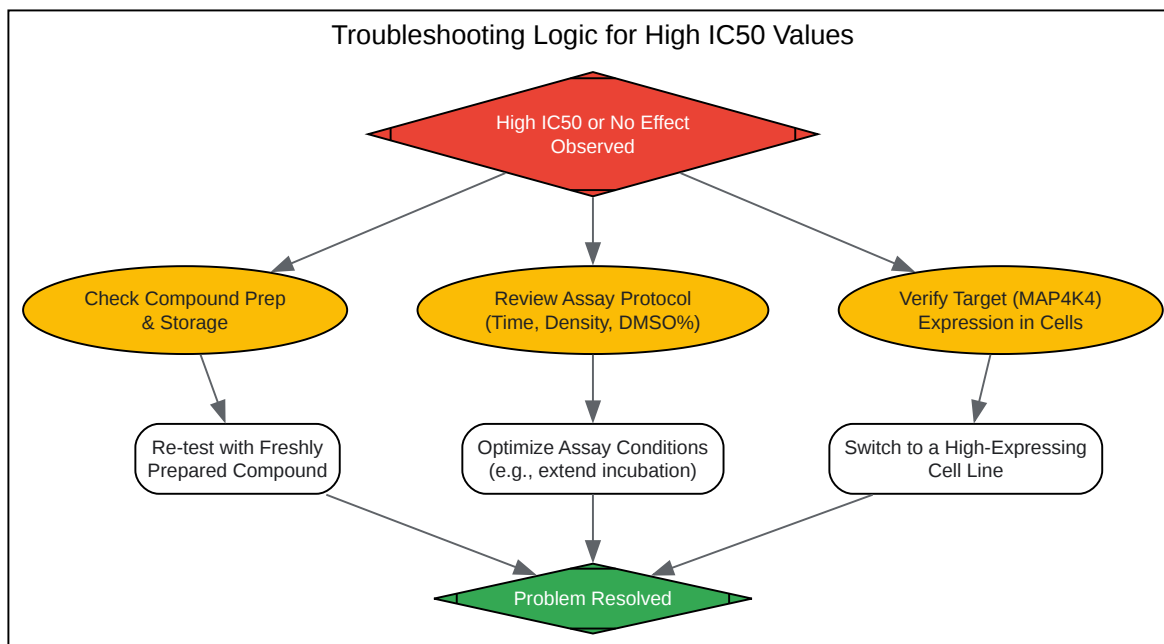 Troubleshooting Logic for High IC50 Values
High IC50 or No Effect
Observed
Check Compound Prep
& Storage
Review Assay Protocol
(Time, Density, DMSO%)
Verify Target (MAP4K4)
Expression in Cells
Re-test with Freshly
Prepared Compound
Optimize Assay Conditions
(e.g., extend incubation)
Switch to a High-Expressing
Cell Line
Problem Resolved